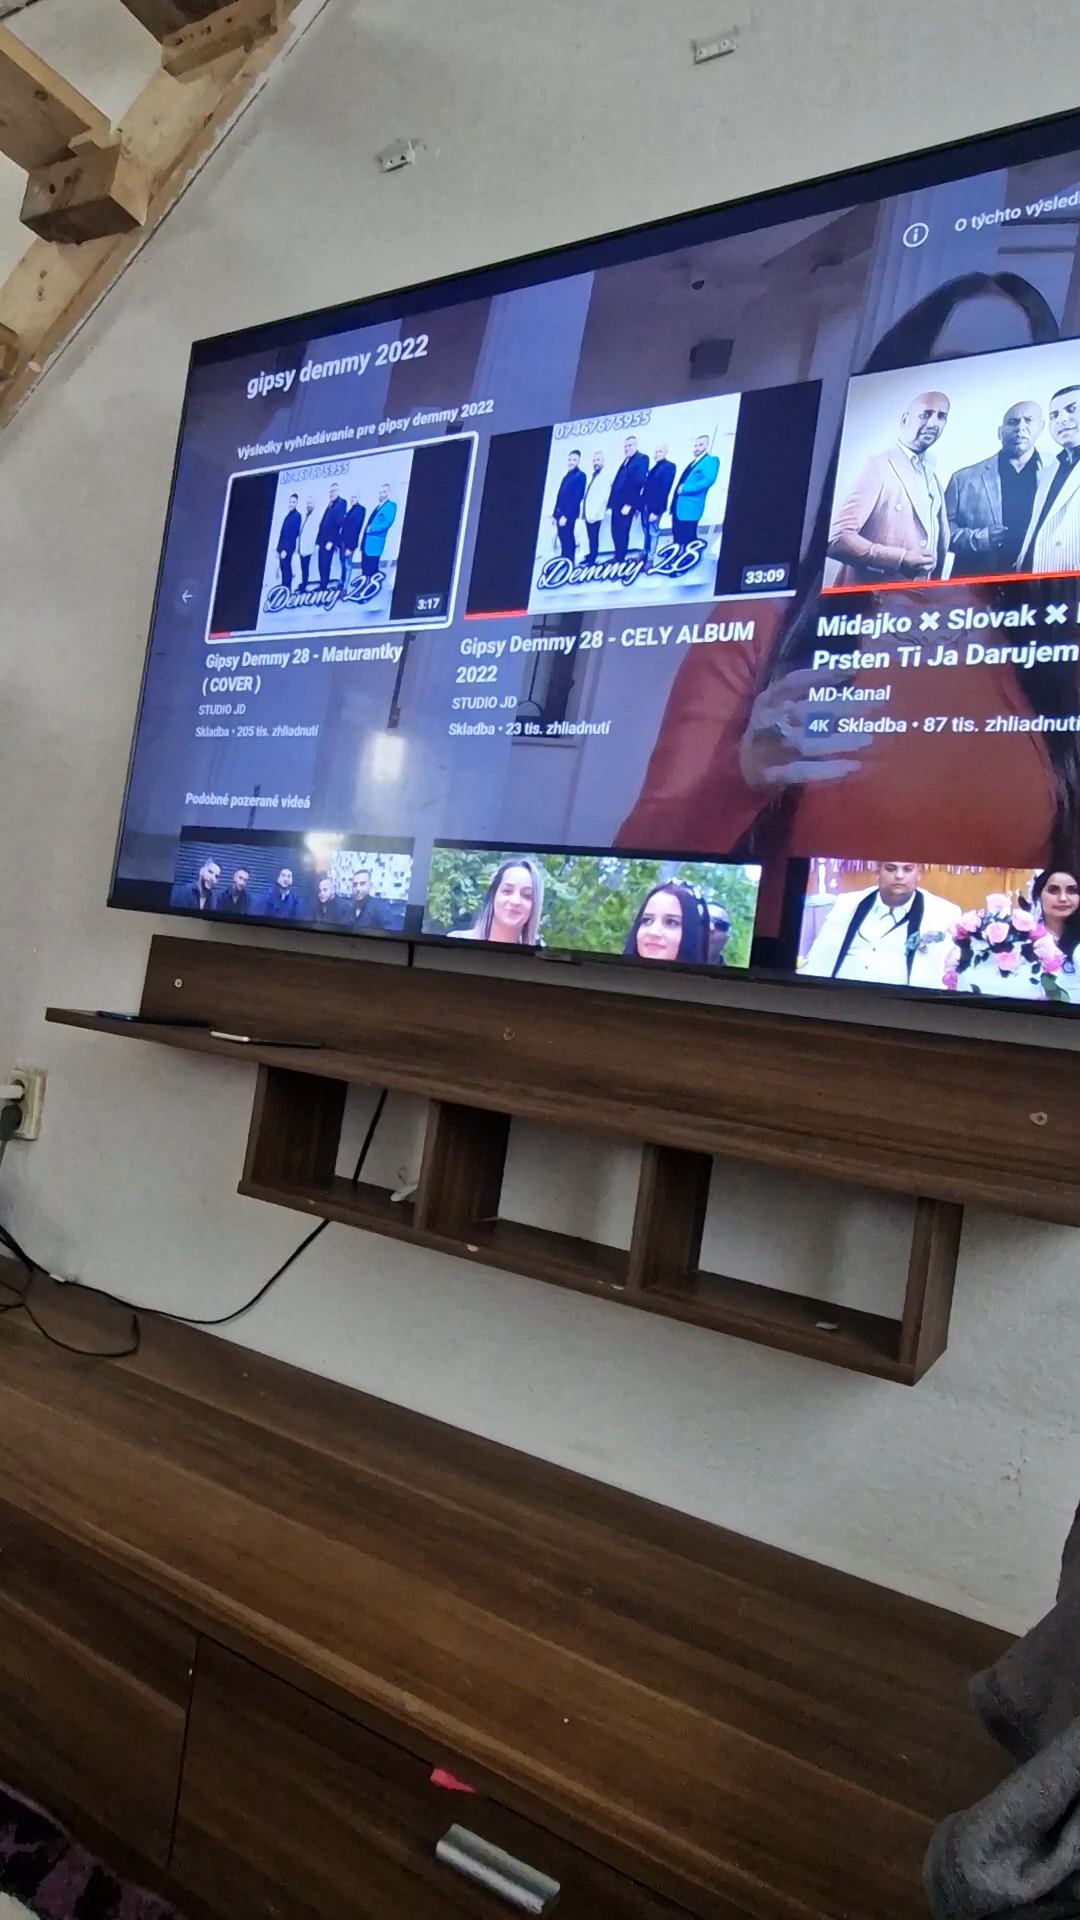 O týchto výsled
gipsy demmy 2022
Výsledky vyhľadávania pre gipsy demmy 2022
07467675955
Demmy 28
3:17
Gipsy Demmy 28 - Maturantky
( COVER )
STUDIO JD
Skladba • 205 tis. zhliadnutí
07467675955
Demmy 28
33:09
Gipsy Demmy 28 - CELY ALBUM
2022
STUDIO JD
Skladba • 23 tis. zhliadnutí
Midajko ✖ Slovak ✖
Prsten Ti Ja Darujem
MD-Kanal
4K Skladba • 87 tis. zhliadnutí
Podobné pozerané videá